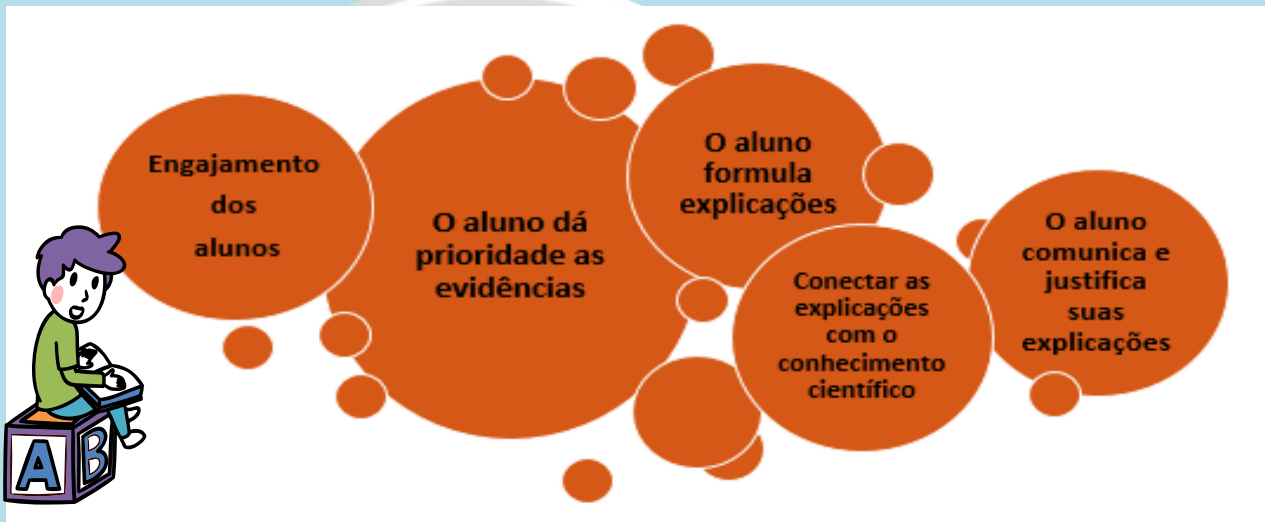 Engajamento
dos
alunos
O aluno dá
prioridade as
evidências
O aluno
formula
explicações
Conectar as
explicações
com o
conhecimento
científico
O aluno
comunica e
justifica
suas
explicações
A
B